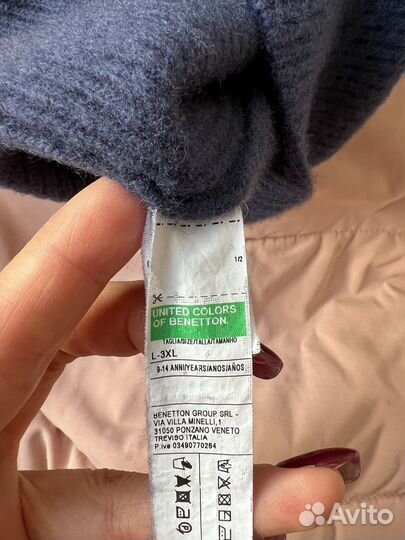 1/2
UNITED COLORS
OF BENETTON.
TAGLIA/SIZE/TALLA/TAMANHO
L-3XL
9-14 ANNI/YEARS/ANOS/AÑOS
BENETTON GROUP SRL -
VIA VILLA MINELLI,1
31050 PONZANO VENETO
TREVISO ITALIA
P.iva 03490770264
Avito